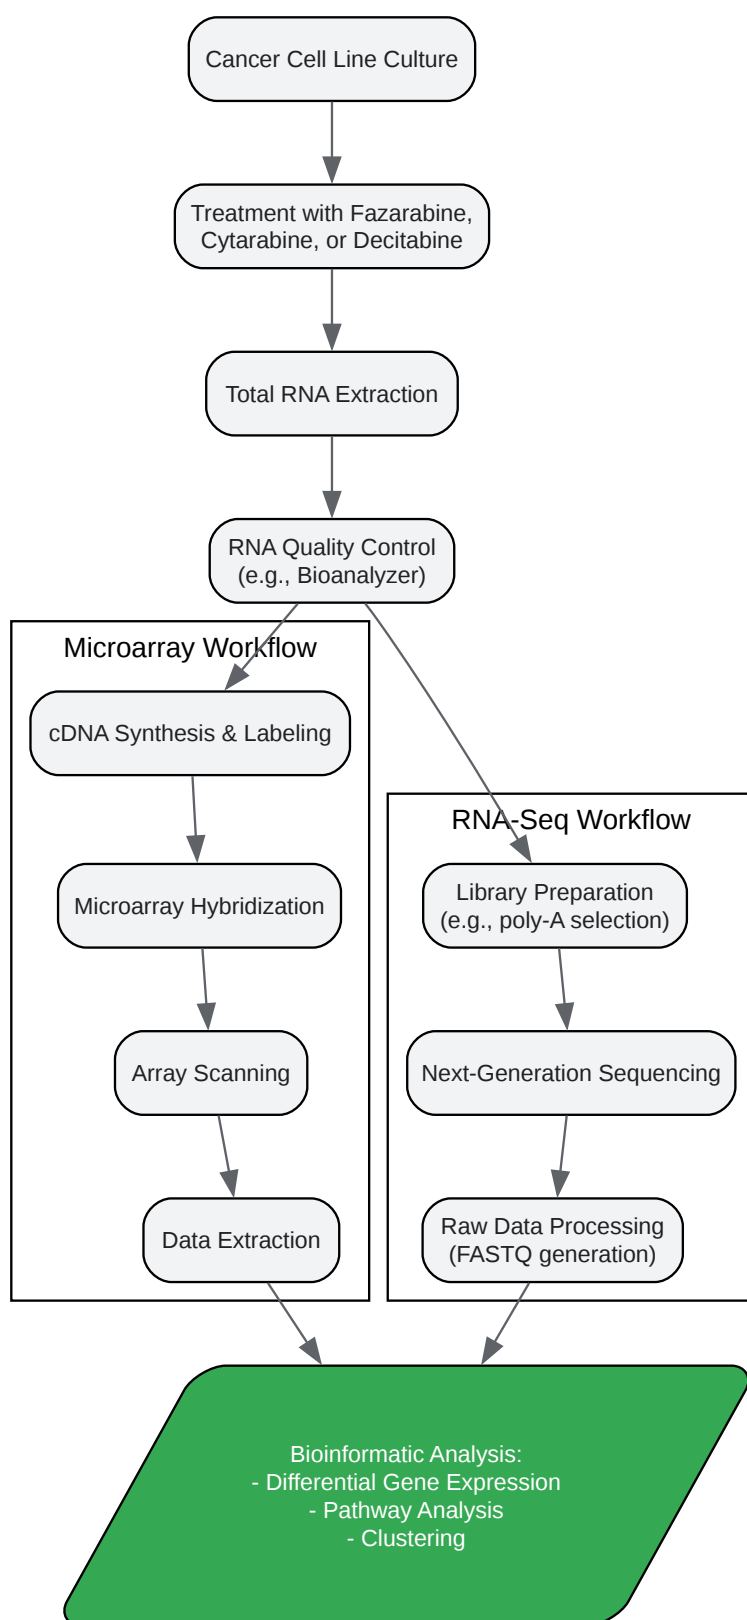 Cancer Cell Line Culture
Treatment with Fazarabine,
Cytarabine, or Decitabine
Total RNA Extraction
RNA Quality Control
(e.g., Bioanalyzer)
Microarray Workflow
cDNA Synthesis & Labeling
Microarray Hybridization
Array Scanning
Data Extraction
RNA-Seq Workflow
Library Preparation
(e.g., poly-A selection)
Next-Generation Sequencing
Raw Data Processing
(FASTQ generation)
Bioinformatic Analysis:
- Differential Gene Expression
- Pathway Analysis
- Clustering